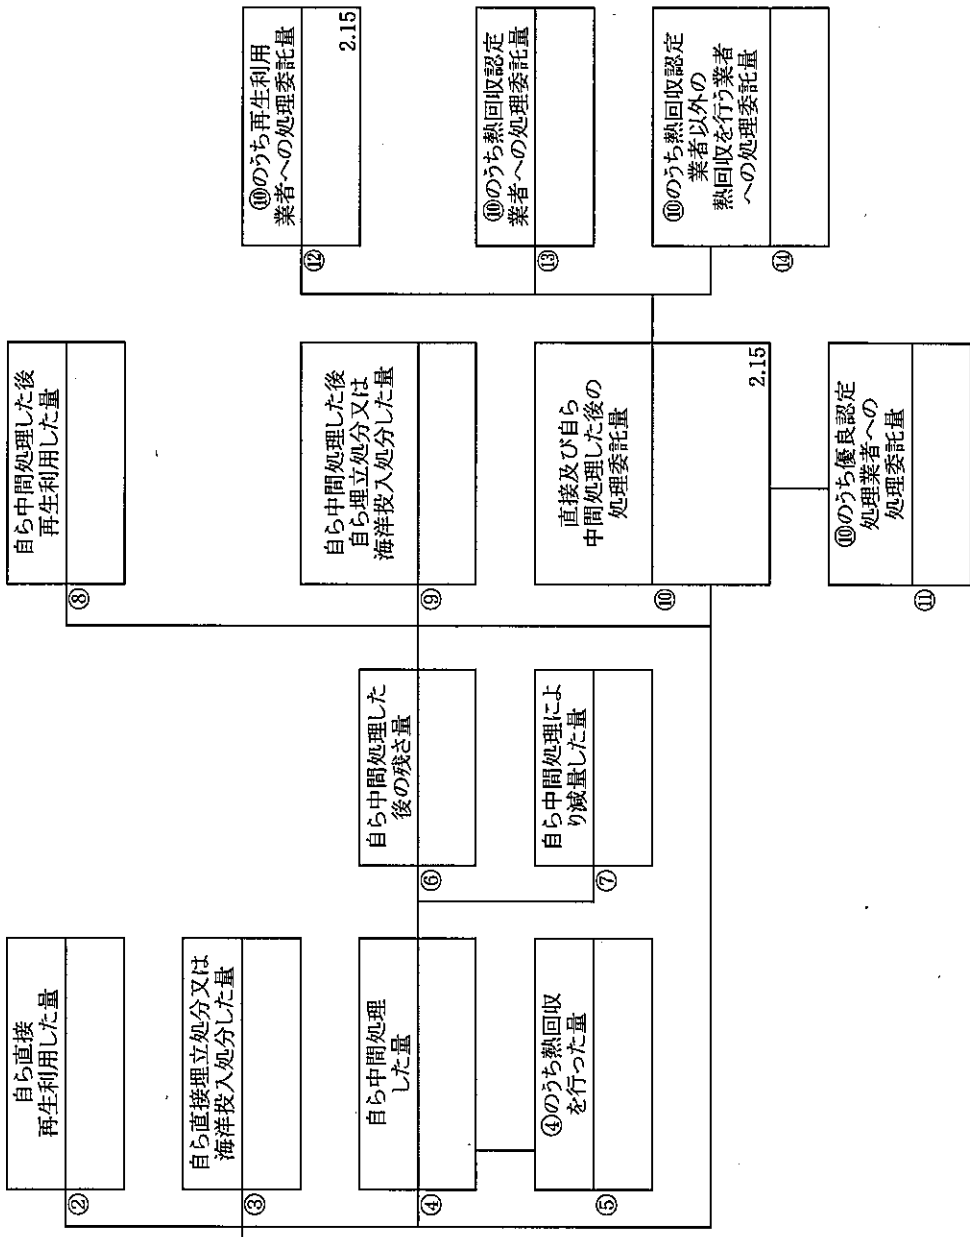 ②
自ら直接
再生利用した量
③
自ら直接埋立処分又は
海洋投入処分した量
④
自ら中間処理
した量
⑤
④のうち熱回収
を行った量
⑥
自ら中間処理した
後の残さ量
⑦
自ら中間処理によ
り減量した量
⑧
自ら中間処理した後
再生利用した量
⑨
自ら中間処理した後
自ら埋立処分又は
海洋投入処分した量
⑩
直接及び自ら
中間処理した後の
処理委託量
2.15
⑪
⑩のうち優良認定
処理業者への
処理委託量
⑫
⑩のうち再生利用
業者への処理委託量
2.15
⑬
⑩のうち熱回収認定
業者への処理委託量
⑭
⑩のうち熱回収認定
業者以外の
熱回収を行う業者
への処理委託量